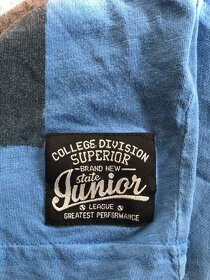 COLLEGE DIVISION
SUPERIOR
BRAND NEW
state
Junior
LEAGUE
GREATEST PERFORMANCE